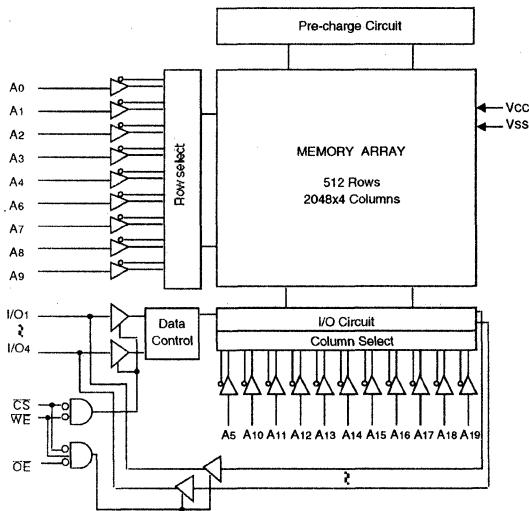 Pre-charge Circuit
A0
A1
A2
A3
A4
A6
A7
A8
A9
Row select
MEMORY ARRAY
512 Rows
2048x4 Columns
Vcc
Vss
I/O1
I/O4
Data
Control
I/O Circuit
Column Select
A5 A10 A11 A12 A13 A14 A15 A16 A17 A18 A19
CS
WE
OE